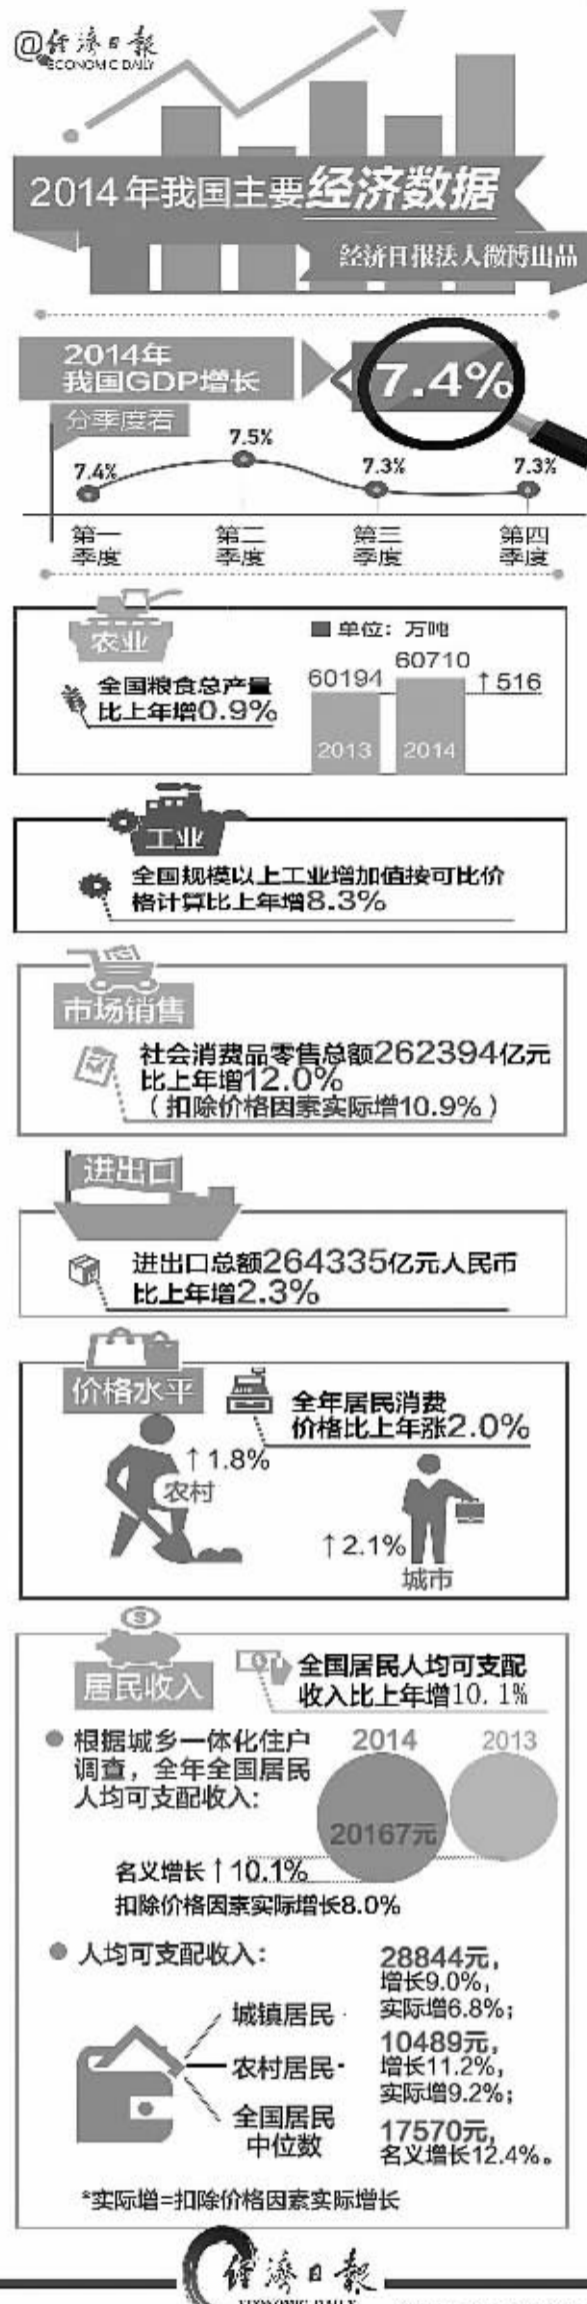 @经济日报
ECONOMIC DAILY
2014年我国主要经济数据
经济日报法人微博出品
2014年
我国GDP增长
7.4%
分季度看
7.4%
7.5%
7.3%
7.3%
第一
季度
第二
季度
第三
季度
第四
季度
农业
全国粮食总产量
比上年增0.9%
单位：万吨
60194
60710
↑516
2013
2014
工业
全国规模以上工业增加值按可比价
格计算比上年增8.3%
市场销售
社会消费品零售总额262394亿元
比上年增12.0%
（扣除价格因素实际增10.9%）
进出口
进出口总额264335亿元人民币
比上年增2.3%
价格水平
全年居民消费
价格比上年涨2.0%
↑1.8%
农村
↑2.1%
城市
居民收入
全国居民人均可支配
收入比上年增10.1%
根据城乡一体化住户
调查，全年全国居民
人均可支配收入：
2014
2013
20167元
名义增长↑10.1%
扣除价格因素实际增长8.0%
人均可支配收入：
城镇居民
28844元，
增长9.0%，
实际增6.8%；
农村居民
10489元，
增长11.2%，
实际增9.2%；
全国居民
中位数
17570元，
名义增长12.4%。
*实际增=扣除价格因素实际增长
經濟日報
ECONOMIC DAILY